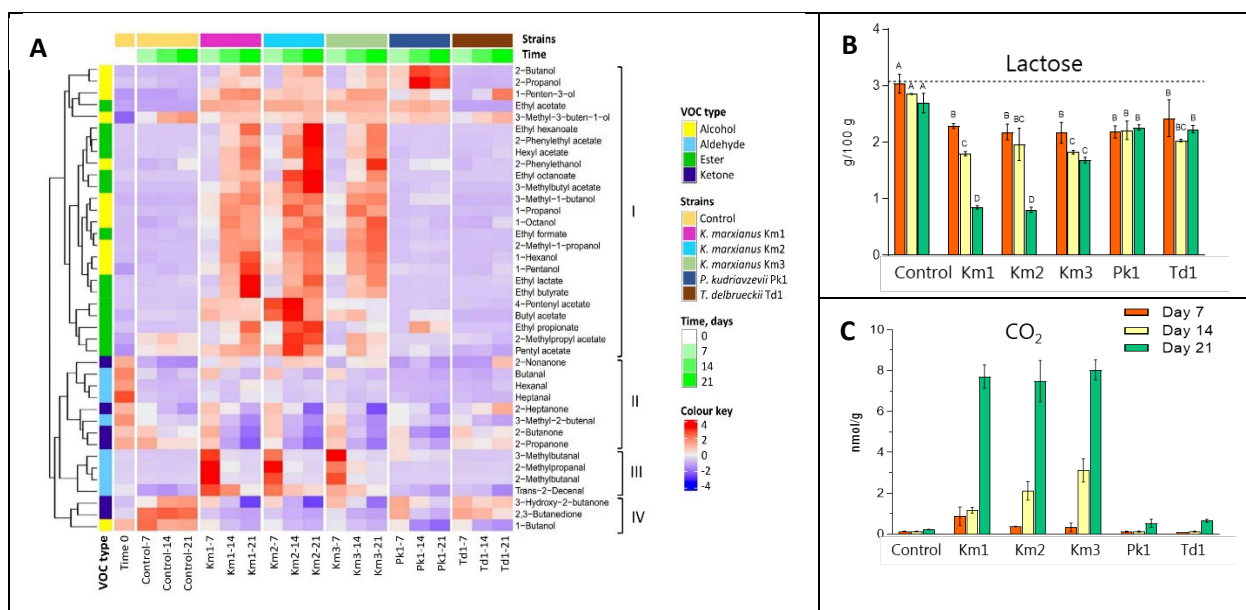 A
Strains
Time
2−Butanol
2−Propanol
1−Penten−3−ol
Ethyl acetate
3−Methyl−3−buten−1−ol
Ethyl hexanoate
2−Phenylethyl acetate
Hexyl acetate
2−Phenylethanol
Ethyl octanoate
3−Methylbutyl acetate
3−Methyl−1−butanol
1−Propanol
1−Octanol
Ethyl formate
2−Methyl−1−propanol
1−Hexanol
1−Pentanol
Ethyl lactate
Ethyl butyrate
4−Pentenyl acetate
Butyl acetate
Ethyl propionate
2−Methylpropyl acetate
Pentyl acetate
2−Nonanone
Butanal
Hexanal
Heptanal
2−Heptanone
3−Methyl−2−butenal
2−Butanone
2−Propanone
3−Methylbutanal
2−Methylpropanal
2−Methylbutanal
Trans−2−Decenal
3−Hydroxy−2−butanone
2,3−Butanedione
1−Butanol
I
II
III
IV
VOC type
Time 0
Control−7
Control−14
Control−21
Km1−7
Km1−14
Km1−21
Km2−7
Km2−14
Km2−21
Km3−7
Km3−14
Km3−21
Pk1−7
Pk1−14
Pk1−21
Td1−7
Td1−14
Td1−21
VOC type
Alcohol
Aldehyde
Ester
Ketone
Strains
Control
K. marxianus Km1
K. marxianus Km2
K. marxianus Km3
P. kudriavzevii Pk1
T. delbrueckii Td1
Time, days
0
7
14
21
Colour key
4
2
0
-2
-4
B
Lactose
g/100 g
4
3
2
1
0
A A A
B C D
B BC D
B C C
B B B
B BC B
Control Km1 Km2 Km3 Pk1 Td1
C
CO2
Day 7
Day 14
Day 21
nmol/g
10
8
6
4
2
0
Control Km1 Km2 Km3 Pk1 Td1